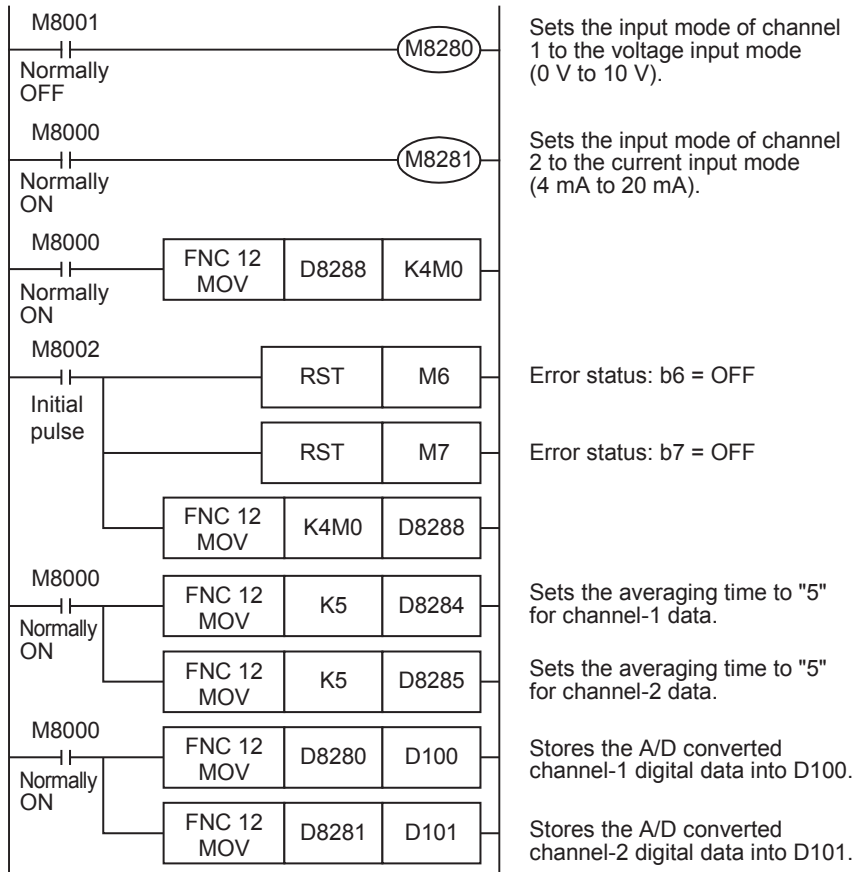 M8001
Normally
OFF
M8280
Sets the input mode of channel
1 to the voltage input mode
(0 V to 10 V).
M8000
Normally
ON
M8281
Sets the input mode of channel
2 to the current input mode
(4 mA to 20 mA).
M8000
Normally
ON
FNC 12
MOV
D8288
K4M0
M8002
Initial
pulse
RST
M6
Error status: b6 = OFF
RST
M7
Error status: b7 = OFF
FNC 12
MOV
K4M0
D8288
M8000
Normally
ON
FNC 12
MOV
K5
D8284
Sets the averaging time to "5"
for channel-1 data.
FNC 12
MOV
K5
D8285
Sets the averaging time to "5"
for channel-2 data.
M8000
Normally
ON
FNC 12
MOV
D8280
D100
Stores the A/D converted
channel-1 digital data into D100.
FNC 12
MOV
D8281
D101
Stores the A/D converted
channel-2 digital data into D101.